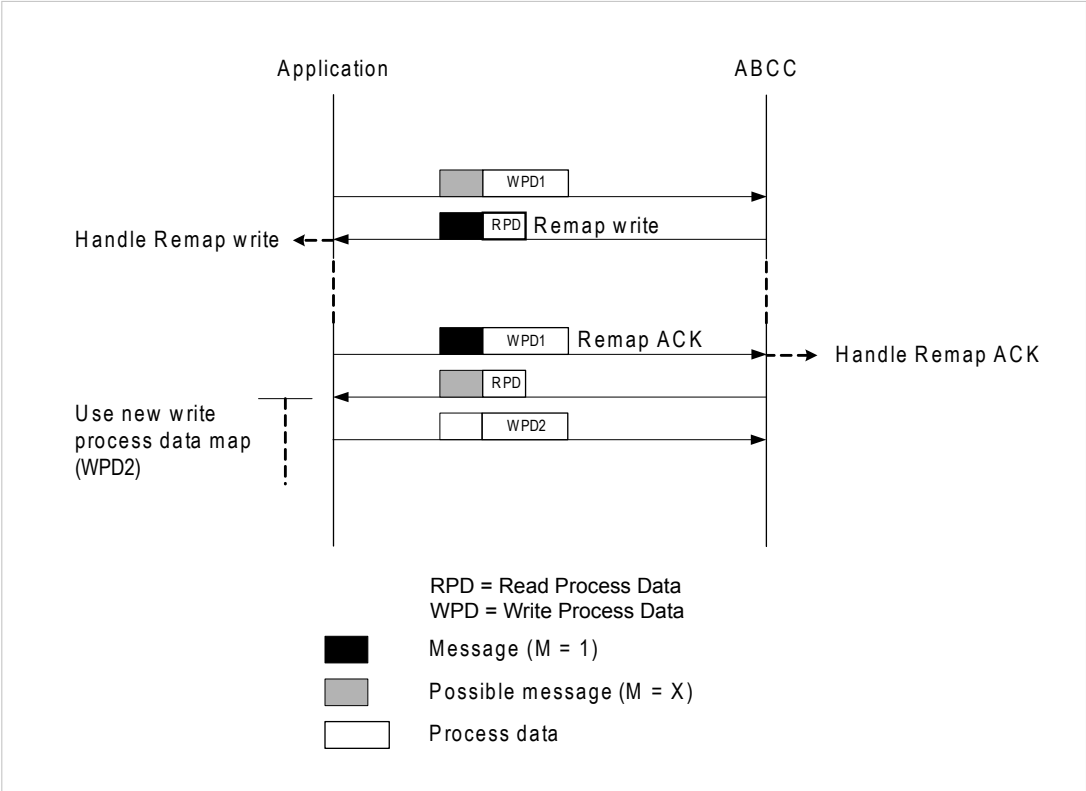 Application
ABCC
WPD1
RPD Remap write
Handle Remap write
WPD1 Remap ACK
Handle Remap ACK
RPD
Use new write
process data map
(WPD2)
WPD2
RPD = Read Process Data
WPD = Write Process Data
Message (M = 1)
Possible message (M = X)
Process data